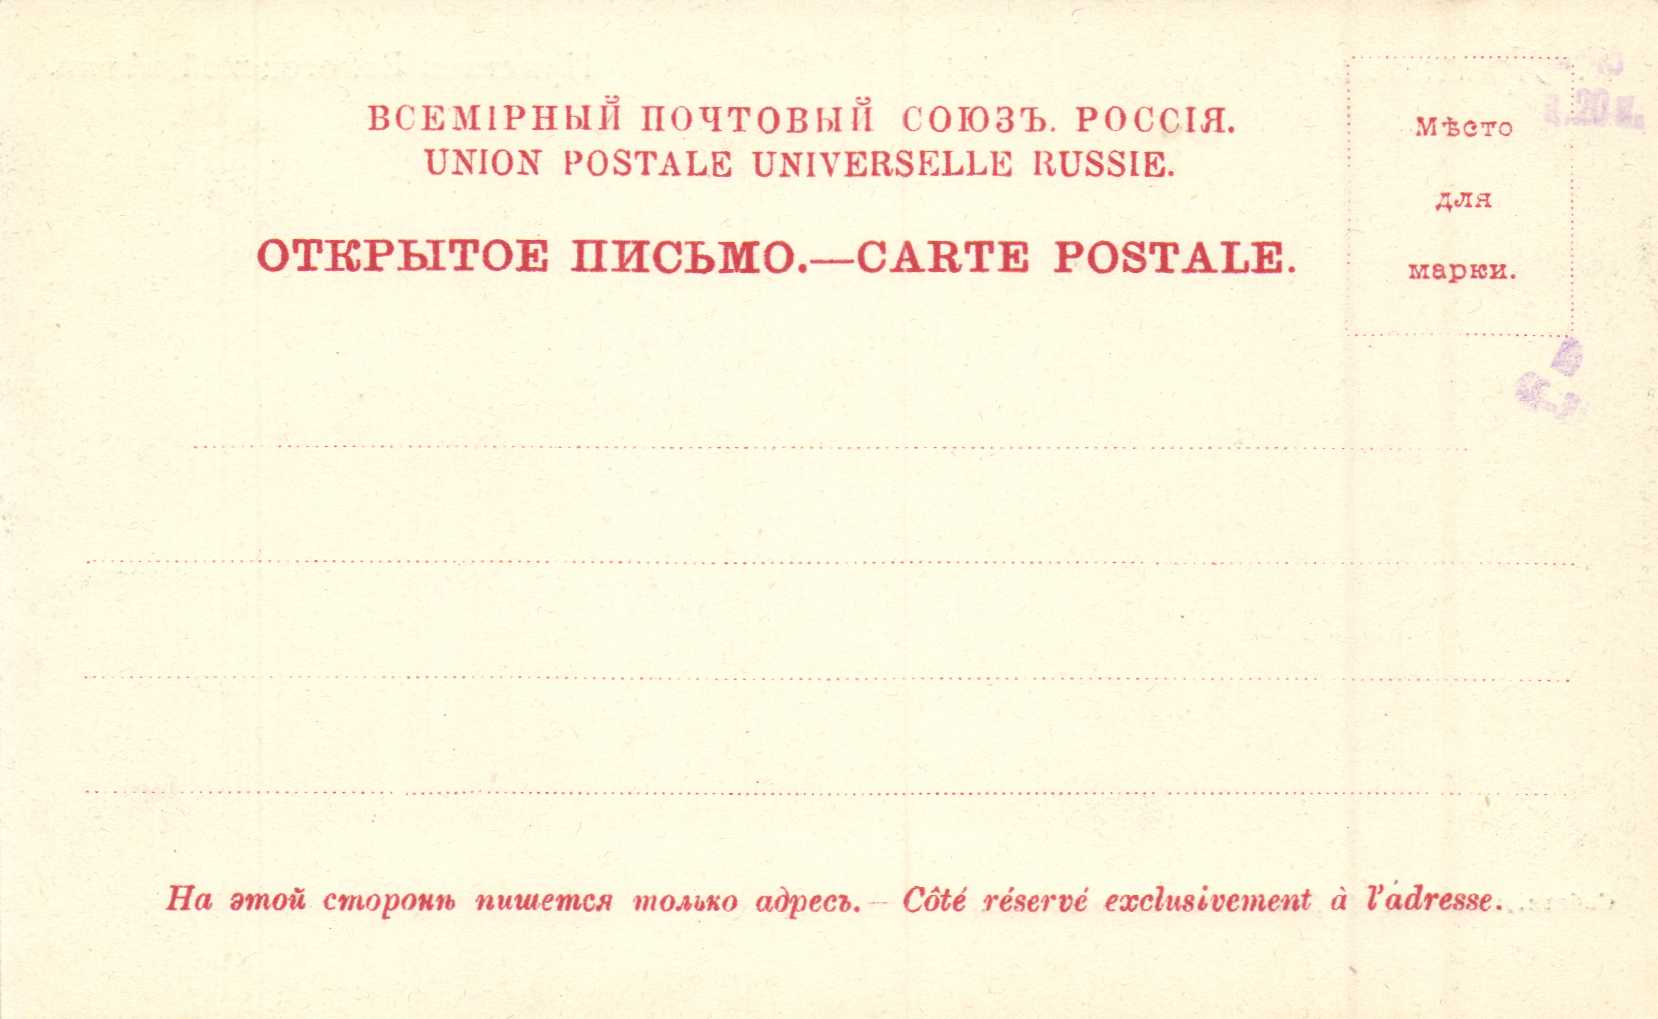 ВСЕМІРНЫЙ ПОЧТОВЫЙ СОЮЗЪ. РОССІЯ.
UNION POSTALE UNIVERSELLE RUSSIE.
ОТКРЫТОЕ ПИСЬМО.—CARTE POSTALE.
Мѣсто
для
марки.
На этой сторонѣ пишется только адресъ. — Côté réservé exclusivement à l'adresse.